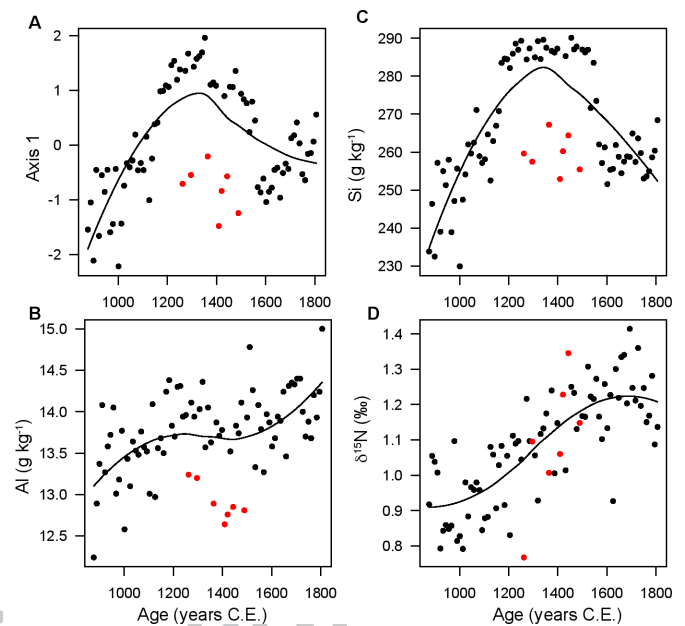 A
Axis 1
2
1
0
-1
-2
1000 1200 1400 1600 1800
C
Si (g kg⁻¹)
290
280
270
260
250
240
230
1000 1200 1400 1600 1800
B
Al (g kg⁻¹)
15.0
14.5
14.0
13.5
13.0
12.5
1000 1200 1400 1600 1800
Age (years C.E.)
D
δ¹⁵N (‰)
1.4
1.3
1.2
1.1
1.0
0.9
0.8
1000 1200 1400 1600 1800
Age (years C.E.)